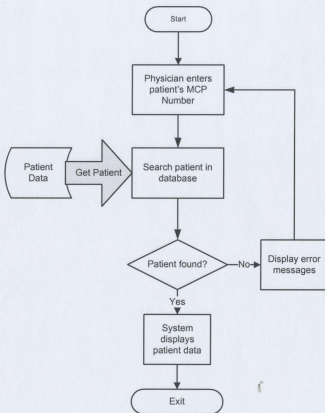 Start
Physician enters
patient's MCP
Number
Patient
Data
Get Patient
Search patient in
database
Patient found?
No
Display error
messages
Yes
System
displays
patient data
Exit